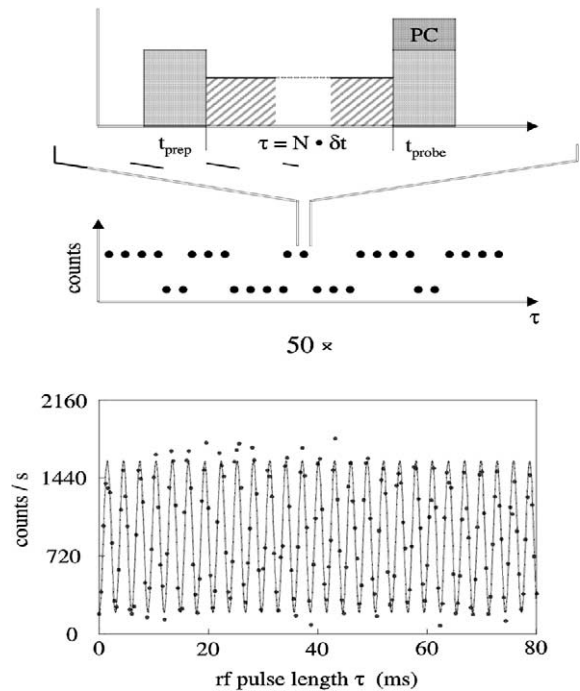 PC
t_prep τ = N • δt t_probe
counts
τ
50 ×
2160
1440
720
0
counts / s
0 20 40 60 80
rf pulse length τ (ms)